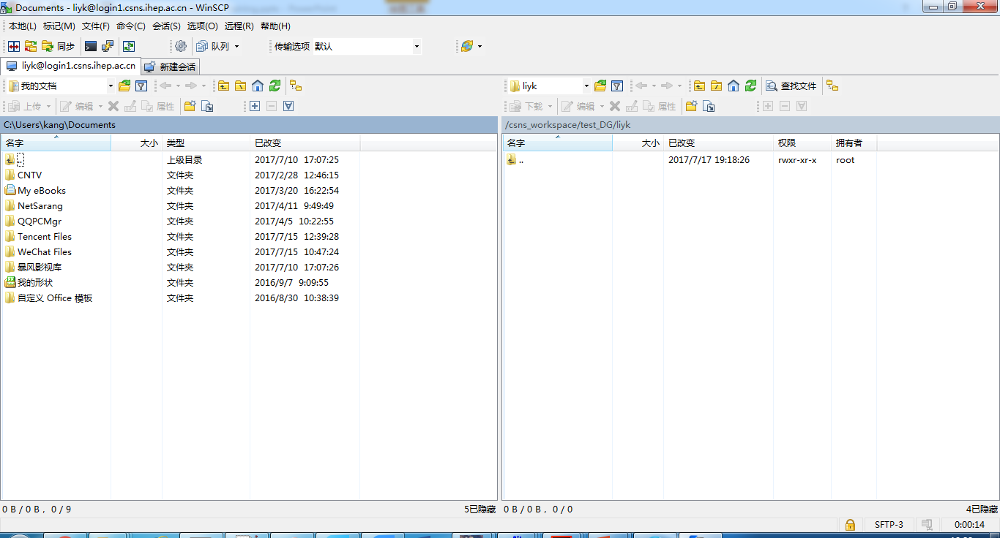 Documents - liyk@login1.csns.ihep.ac.cn - WinSCP
本地(L) 标记(M) 文件(F) 命令(C) 会话(S) 选项(O) 远程(R) 帮助(H)
同步 队列 传输选项 默认
liyk@login1.csns.ihep.ac.cn 新建会话
我的文档 liyk 查找文件
上传 编辑 属性 下载 编辑 属性
C:\Users\kang\Documents
名字 大小 类型 已改变
.. 上级目录 2017/7/10 17:07:25
CNTV 文件夹 2017/2/28 12:46:15
My eBooks 文件夹 2017/3/20 16:22:54
NetSarang 文件夹 2017/4/11 9:49:49
QQPCMgr 文件夹 2017/4/5 10:22:55
Tencent Files 文件夹 2017/7/15 12:39:28
WeChat Files 文件夹 2017/7/15 10:47:24
暴风影视库 文件夹 2017/7/10 17:07:26
我的形状 文件夹 2016/9/7 9:09:55
自定义 Office 模板 文件夹 2016/8/30 10:38:39
0 B / 0 B， 0 / 9 5已隐藏
/csns_workspace/test_DG/liyk
名字 大小 已改变 权限 拥有者
.. 2017/7/17 19:18:26 rwxr-xr-x root
0 B / 0 B， 0 / 0 4已隐藏
SFTP-3 0:00:14